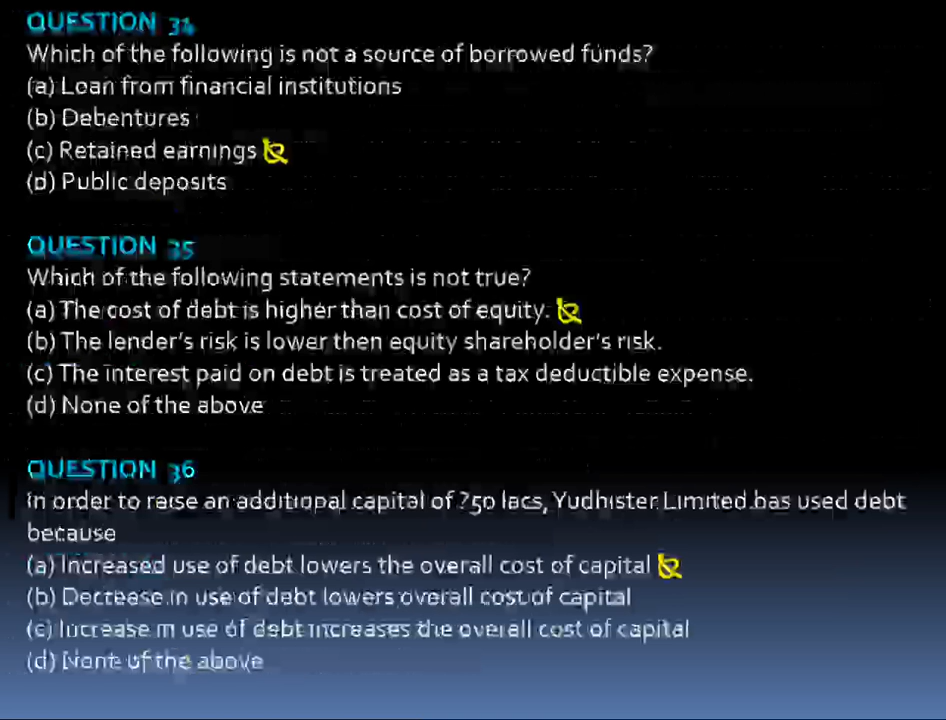 QUESTION 34
Which of the following is not a source of borrowed funds?
(a) Loan from financial institutions
(b) Debentures
(c) Retained earnings
(d) Public deposits
QUESTION 35
Which of the following statements is not true?
(a) The cost of debt is higher than cost of equity.
(b) The lender's risk is lower then equity shareholder's risk.
(c) The interest paid on debt is treated as a tax deductible expense.
(d) None of the above
QUESTION 36
In order to raise an additional capital of ?50 lacs, Yudhister Limited has used debt
because
(a) Increased use of debt lowers the overall cost of capital
(b) Decrease in use of debt lowers overall cost of capital
(c) Increase in use of debt increases the overall cost of capital
(d) None of the above